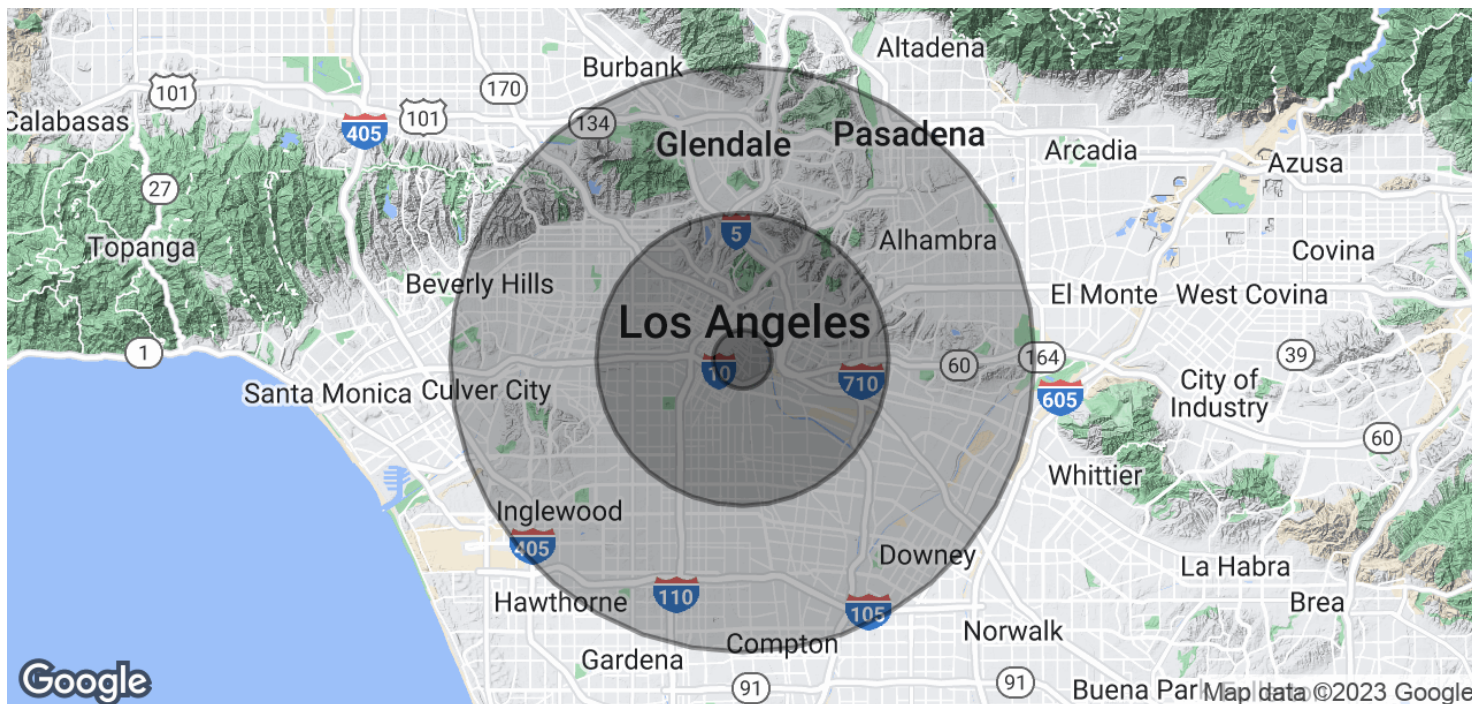 Altadena
Burbank
101
170
Calabasas
101
134
405
Glendale
Pasadena
Arcadia
Azusa
27
5
Alhambra
Topanga
Covina
Beverly Hills
El Monte
West Covina
Los Angeles
1
10
710
60
164
39
Santa Monica
Culver City
605
City of
Industry
60
Whittier
Inglewood
405
Downey
La Habra
110
Hawthorne
105
Brea
Norwalk
Compton
Gardena
Google
91
91
Buena Park
Map data ©2023 Google